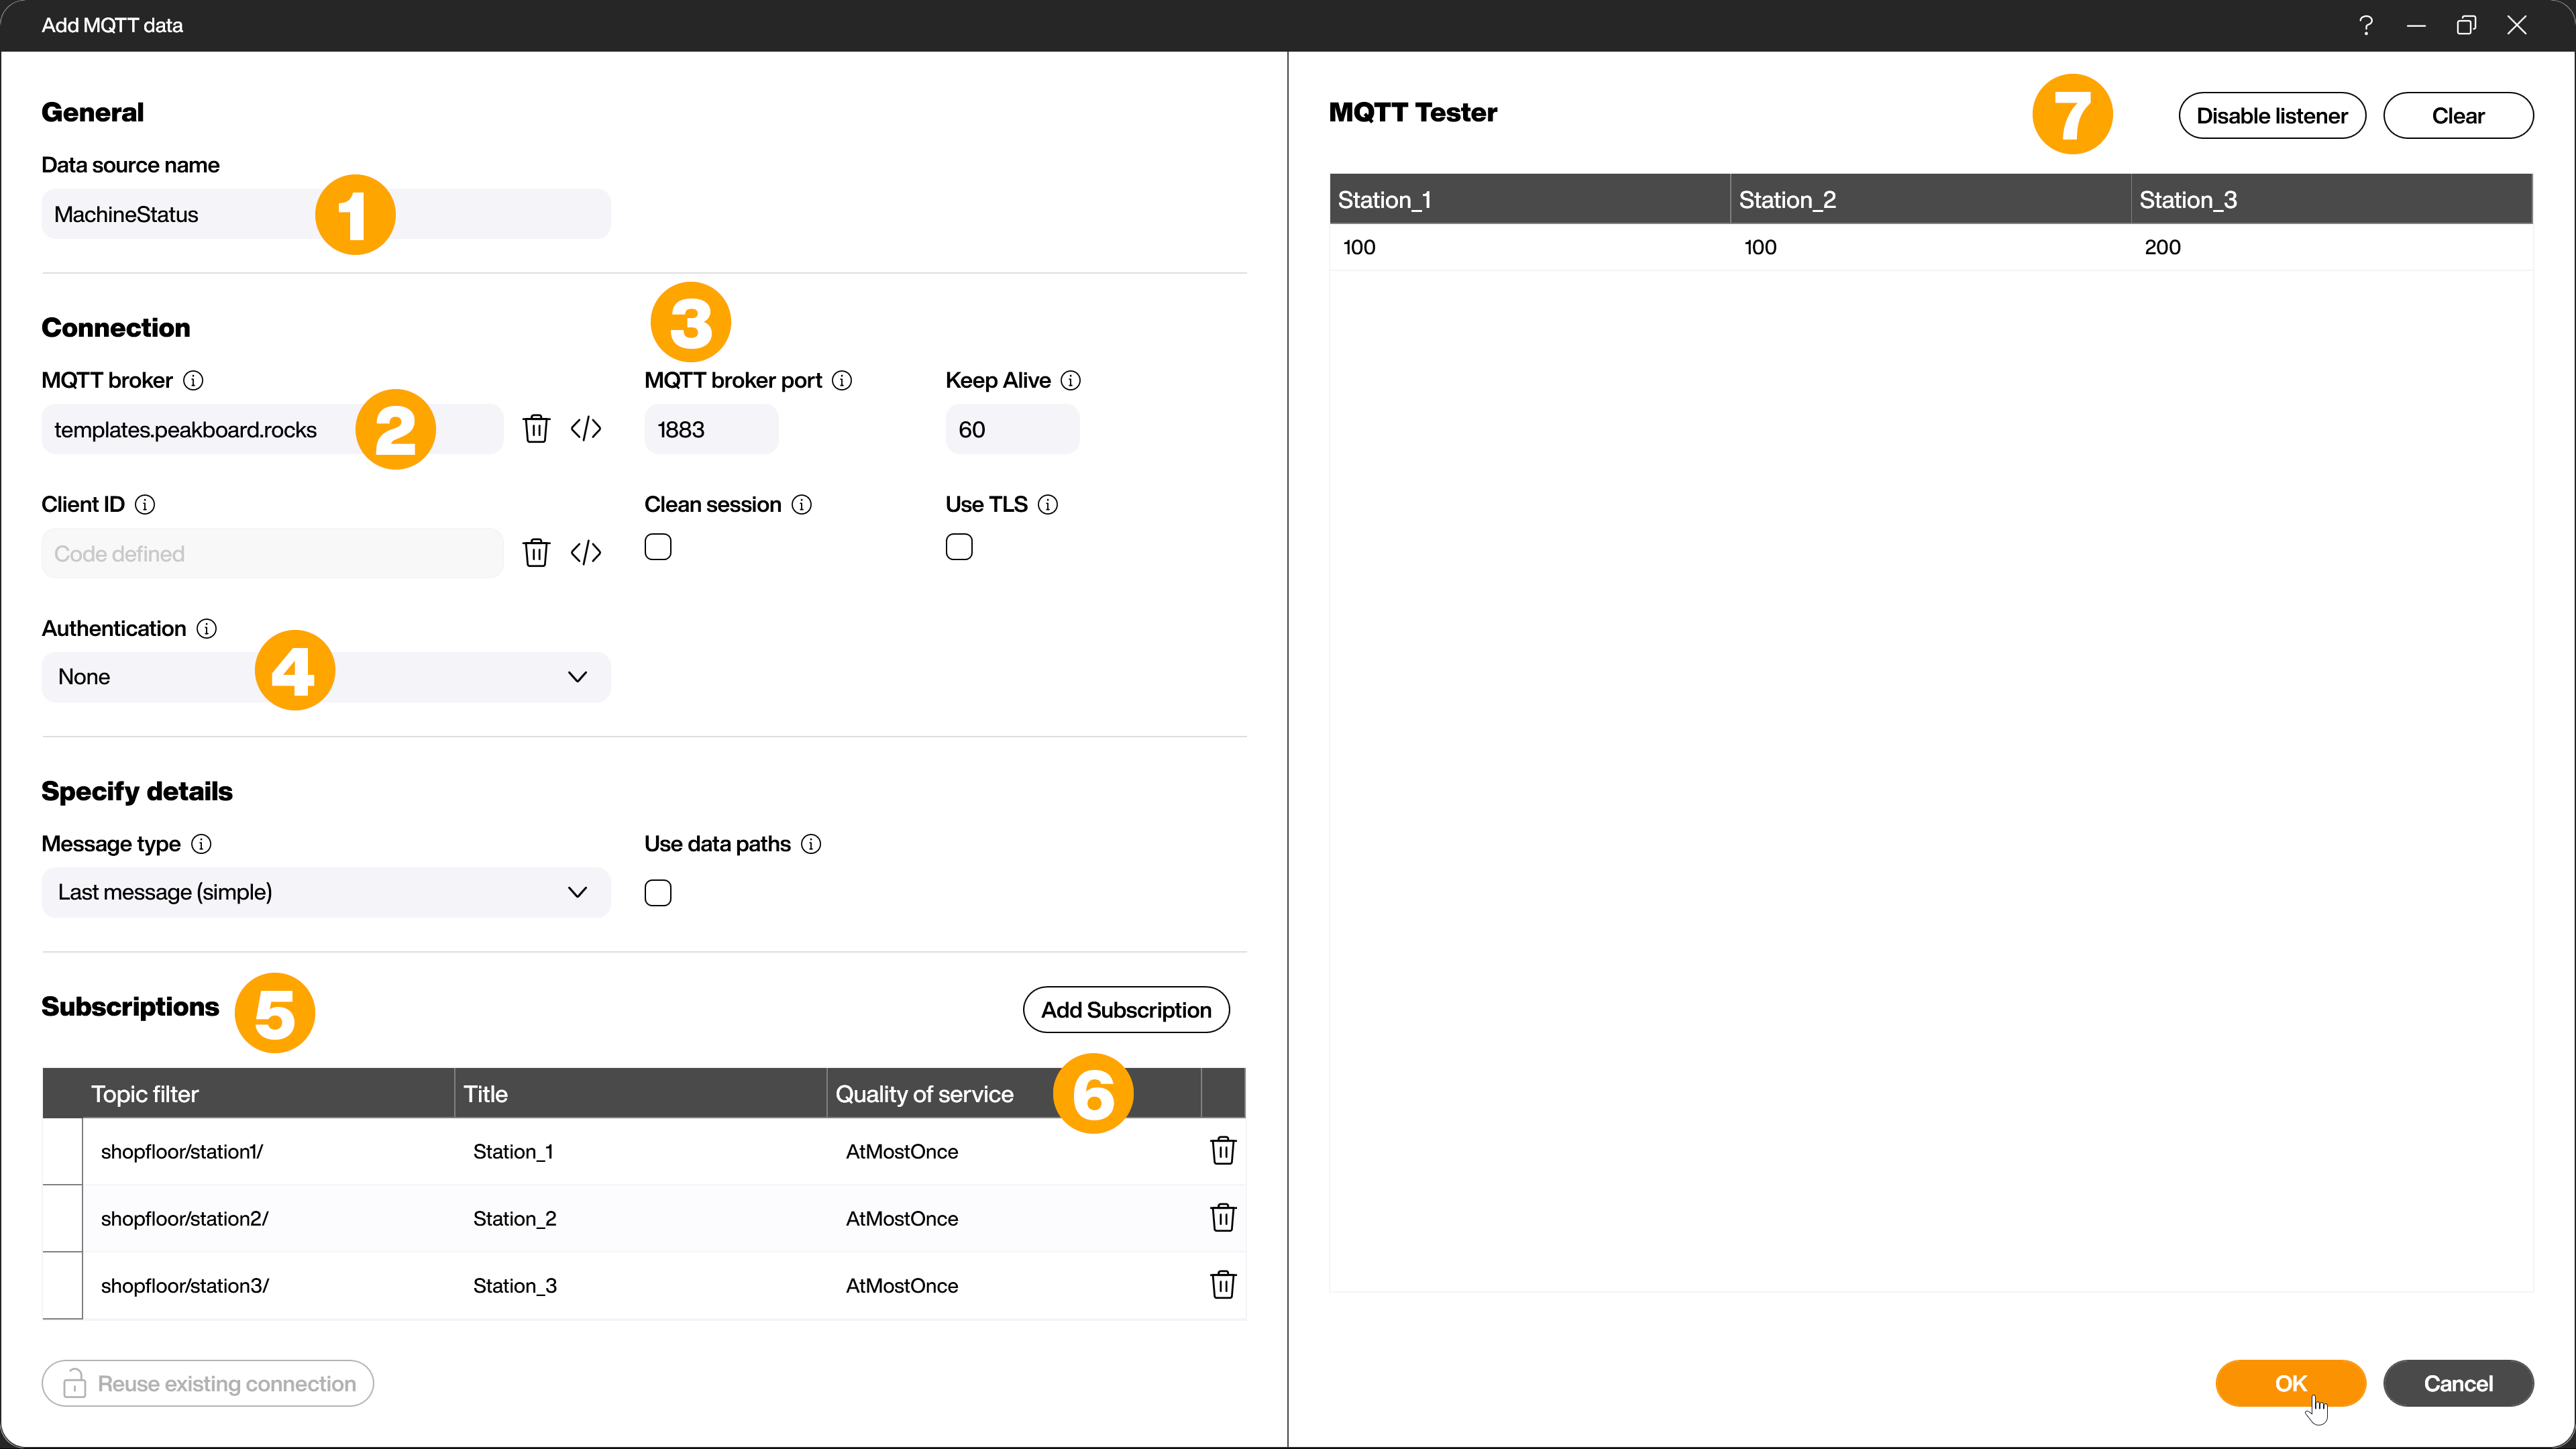 Add MQTT data
?
General
Data source name
MachineStatus
1
Connection
3
MQTT broker
MQTT broker port
Keep Alive
templates.peakboard.rocks
2
</>
1883
60
Client ID
Clean session
Use TLS
Code defined
</>
Authentication
None
4
Specify details
Message type
Use data paths
Last message (simple)
Subscriptions
5
Add Subscription
Topic filter
Title
Quality of service
6
shopfloor/station1/
Station_1
AtMostOnce
shopfloor/station2/
Station_2
AtMostOnce
shopfloor/station3/
Station_3
AtMostOnce
Reuse existing connection
MQTT Tester
7
Disable listener
Clear
Station_1
Station_2
Station_3
100
100
200
OK
Cancel